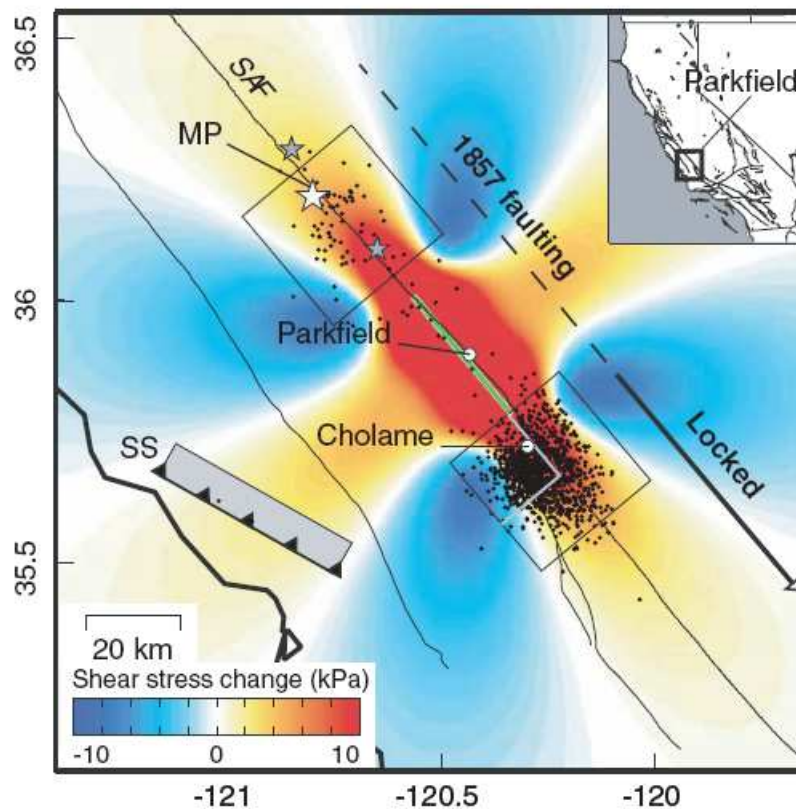 36.5
36
35.5
SAF
MP
Parkfield
1857 faulting
Parkfield
Cholame
SS
Locked
20 km
Shear stress change (kPa)
-10 0 10
-121 -120.5 -120